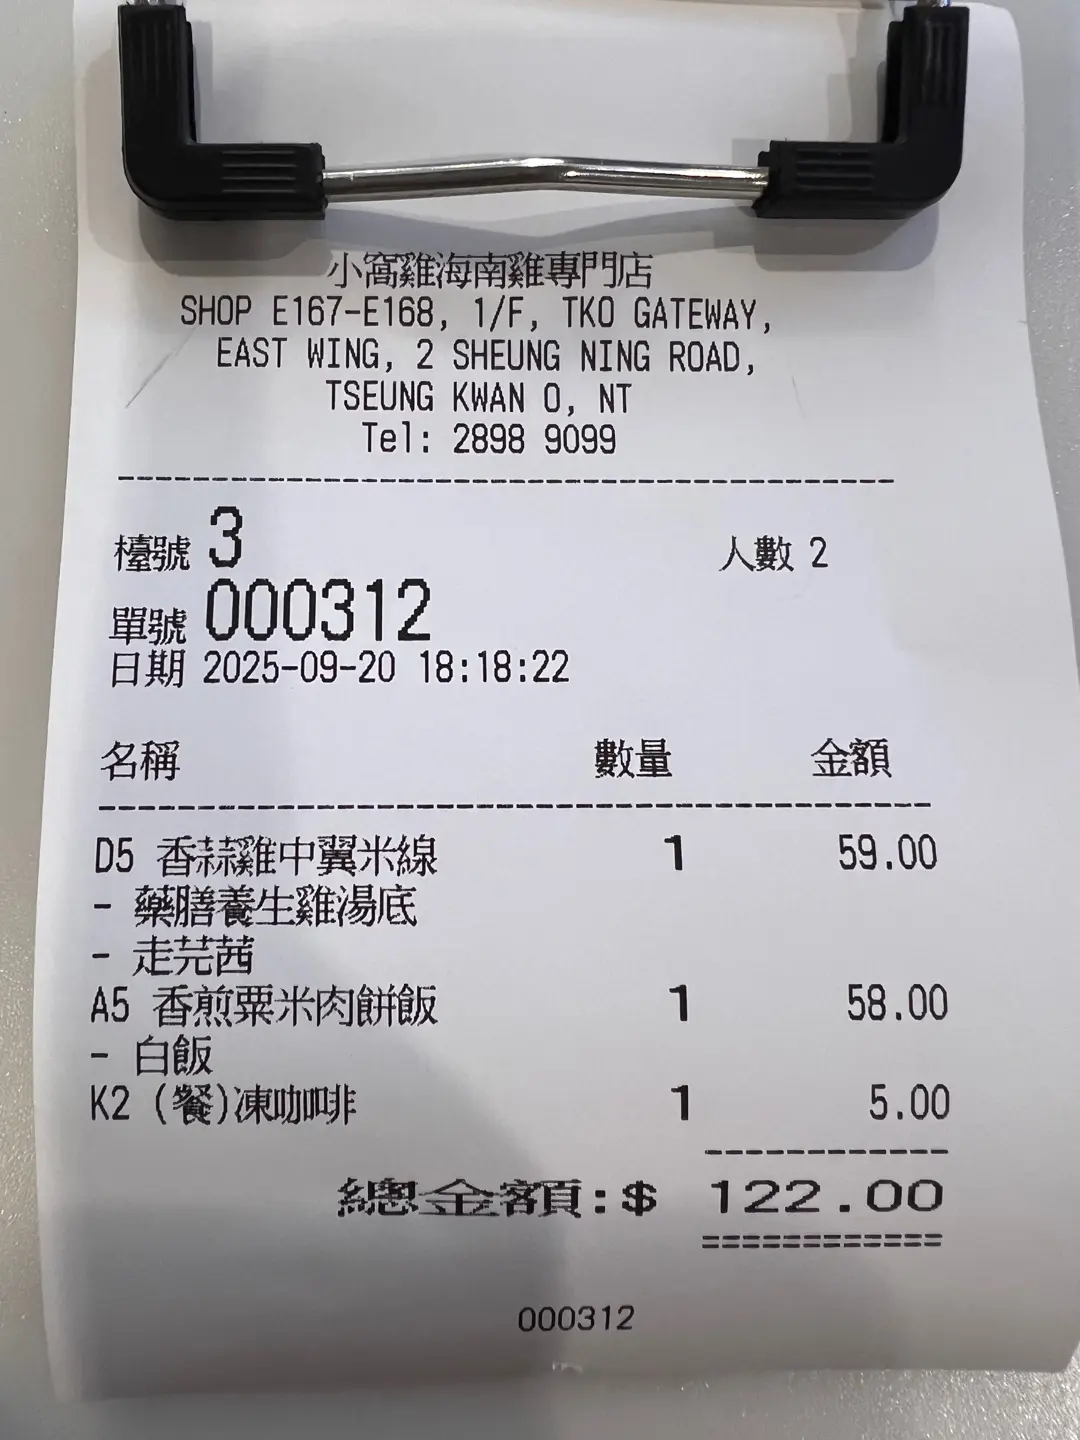 小窩雞海南雞專門店
SHOP E167-E168, 1/F, TKO GATEWAY,
EAST WING, 2 SHEUNG NING ROAD,
TSEUNG KWAN O, NT
Tel: 2898 9099
檯號 3 人數 2
單號 000312
日期 2025-09-20 18:18:22
名稱 數量 金額
D5 香蒜雞中翼米線 1 59.00
- 藥膳養生雞湯底
- 走芫茜
A5 香煎粟米肉餅飯 1 58.00
- 白飯
K2 (餐)凍咖啡 1 5.00
總金額:$ 122.00
000312